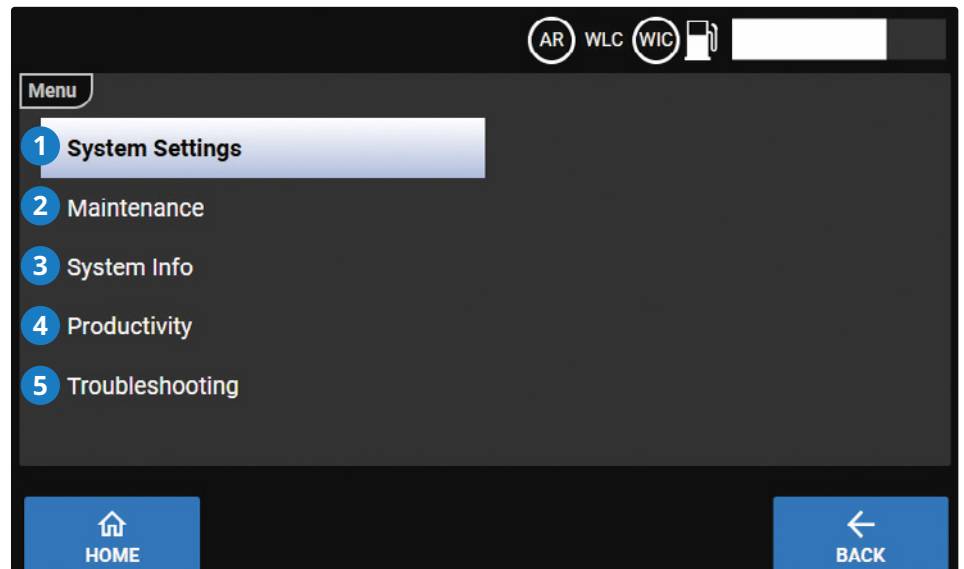 AR WLC WIC
Menu
1 System Settings
2 Maintenance
3 System Info
4 Productivity
5 Troubleshooting
HOME BACK